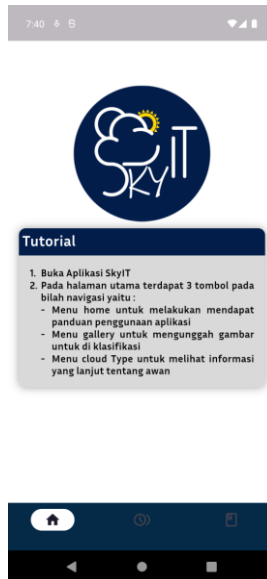 7:40
SKY IT
Tutorial
1. Buka Aplikasi SkyIT
2. Pada halaman utama terdapat 3 tombol pada
bilah navigasi yaitu :
- Menu home untuk melakukan mendapat
panduan penggunaan aplikasi
- Menu gallery untuk mengunggah gambar
untuk di klasifikasi
- Menu cloud Type untuk melihat informasi
yang lanjut tentang awan